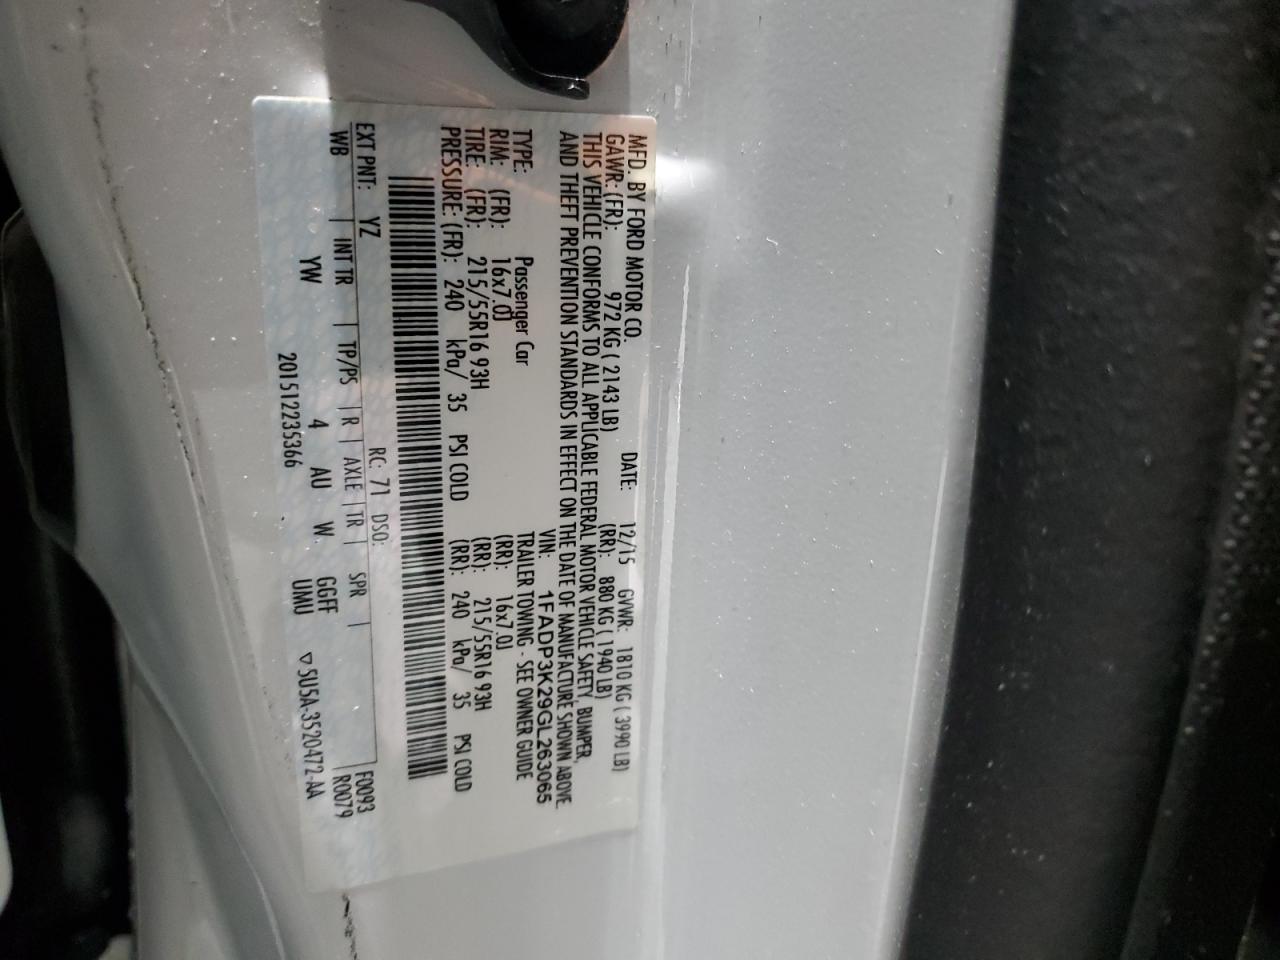 MFD. BY FORD MOTOR CO.
DATE: 12/15 GVWR: 1810 KG ( 3990 LB)
GAWR: (FR): 972 KG ( 2143 LB) (RR): 880 KG ( 1940 LB)
THIS VEHICLE CONFORMS TO ALL APPLICABLE FEDERAL MOTOR VEHICLE SAFETY, BUMPER,
AND THEFT PREVENTION STANDARDS IN EFFECT ON THE DATE OF MANUFACTURE SHOWN ABOVE.
VIN: 1FADP3K29GL263065
TYPE: Passenger Car TRAILER TOWING - SEE OWNER GUIDE
RIM: (FR): 16x7.0J (RR): 16x7.0J
TIRE: (FR): 215/55R16 93H (RR): 215/55R16 93H
PRESSURE: (FR): 240 kPa/ 35 PSI COLD (RR): 240 kPa/ 35 PSI COLD
EXT PNT: YZ RC: 71 DSO: F0093
WB | INT TR | TP/PS | R | AXLE | TR | SPR | R0079
YW 4 AU W GGFF
201512235366 UMU ▽5U5A-3520472-AA